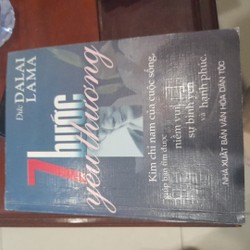 Đức DALAI
LAMA
7 bước
yêu thương
Kim chỉ nam của cuộc sống,
giúp bạn tìm được
niềm vui,
sự bình yên
và hạnh phúc.
NHÀ XUẤT BẢN VĂN HÓA DÂN TỘC